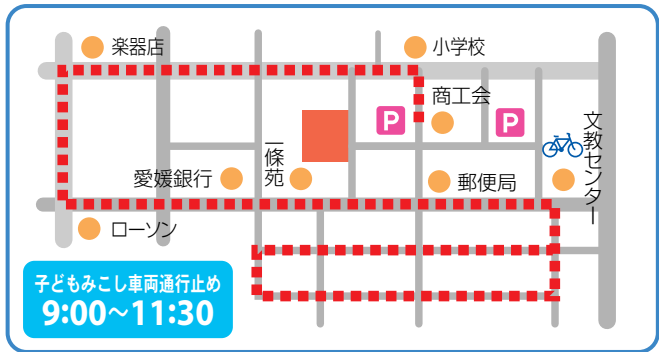 楽器店
小学校
P
商工会
P
文教センター
一條苑
愛媛銀行
郵便局
ローソン
子どもみこし車両通行止め
9:00~11:30